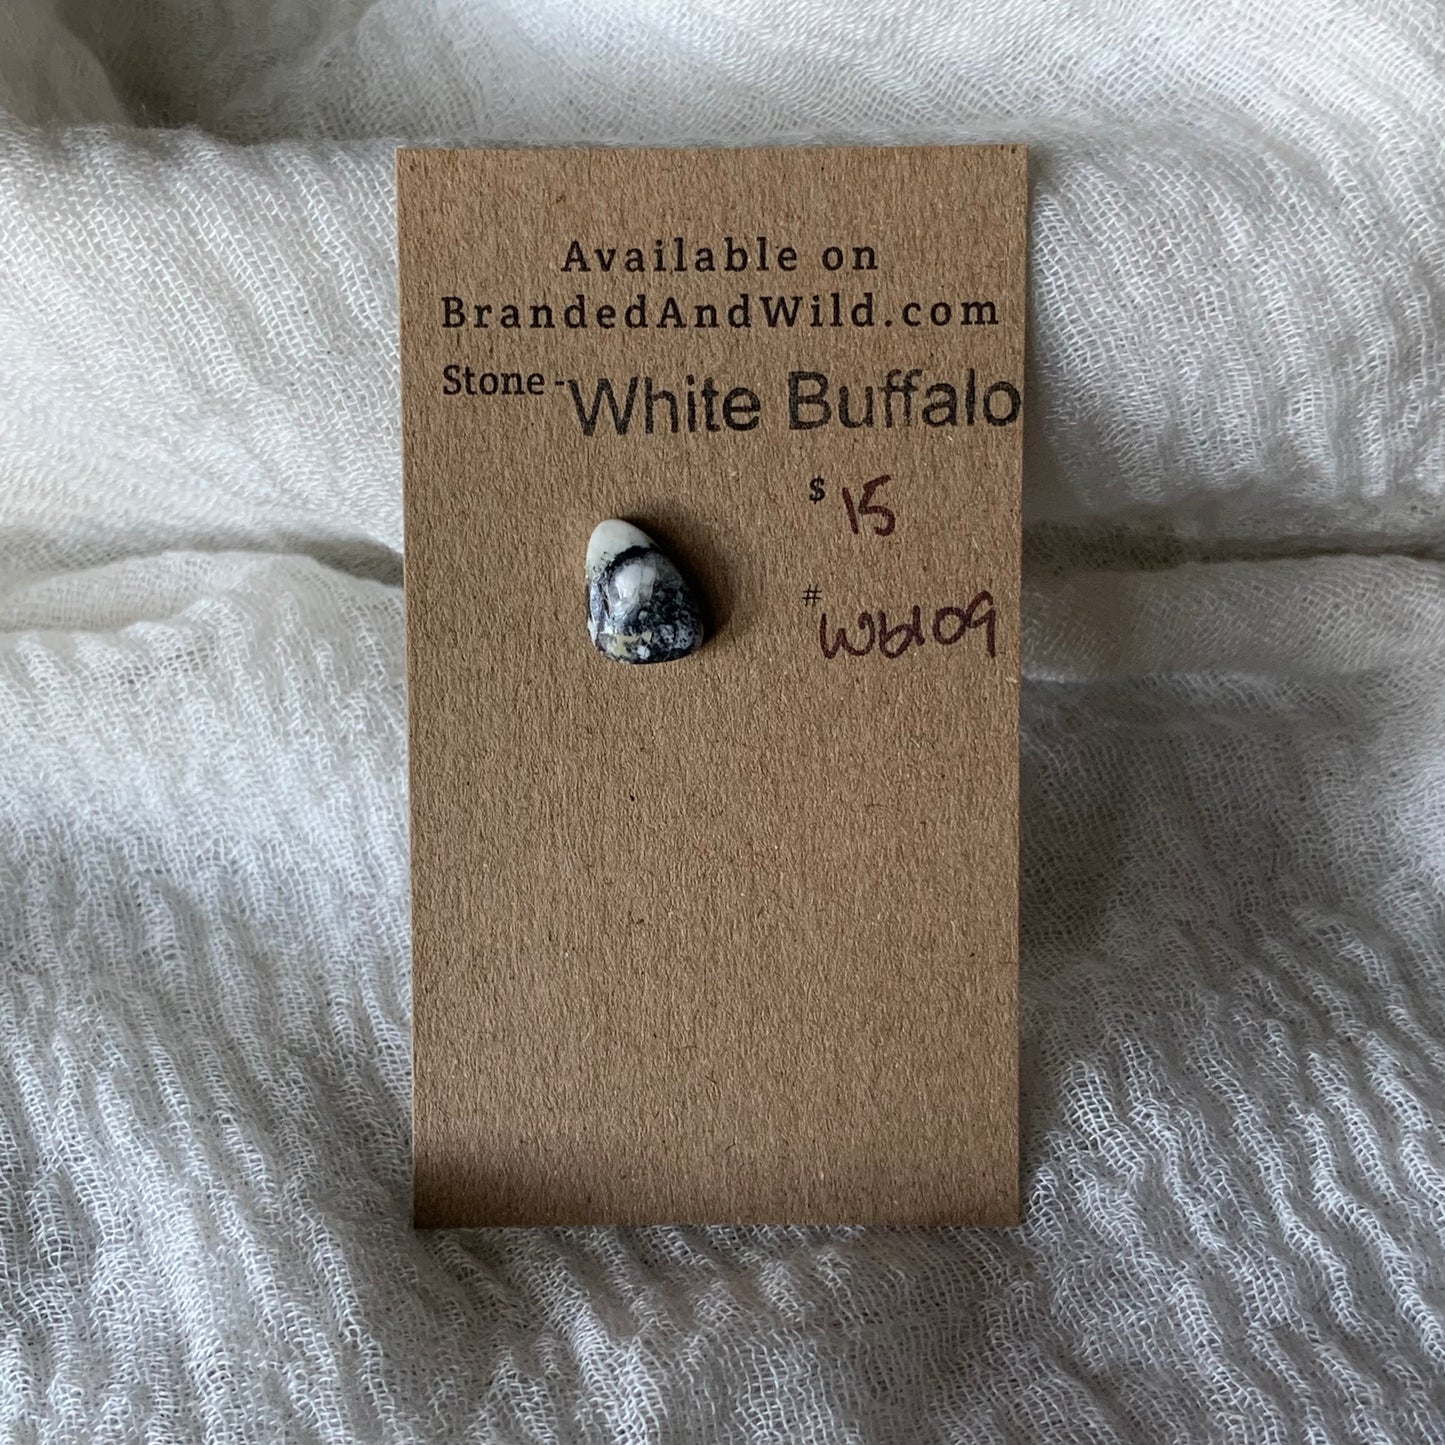 Available on
BrandedAndWild.com
Stone - White Buffalo
$ 15
# Wb109